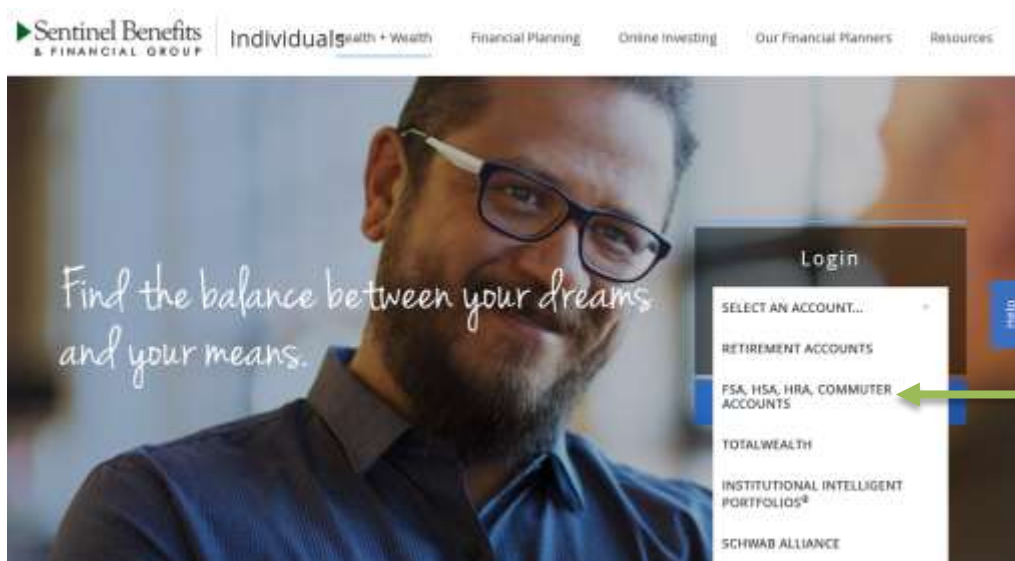 Sentinel Benefits
& FINANCIAL GROUP
Individuals
Health + Wealth
Financial Planning
Online Investing
Our Financial Planners
Resources
Find the balance between your dreams
and your means.
Login
SELECT AN ACCOUNT...
RETIREMENT ACCOUNTS
FSA, HSA, HRA, COMMUTER
ACCOUNTS
TOTALWEALTH
INSTITUTIONAL INTELLIGENT
PORTFOLIOS®
SCHWAB ALLIANCE
Help